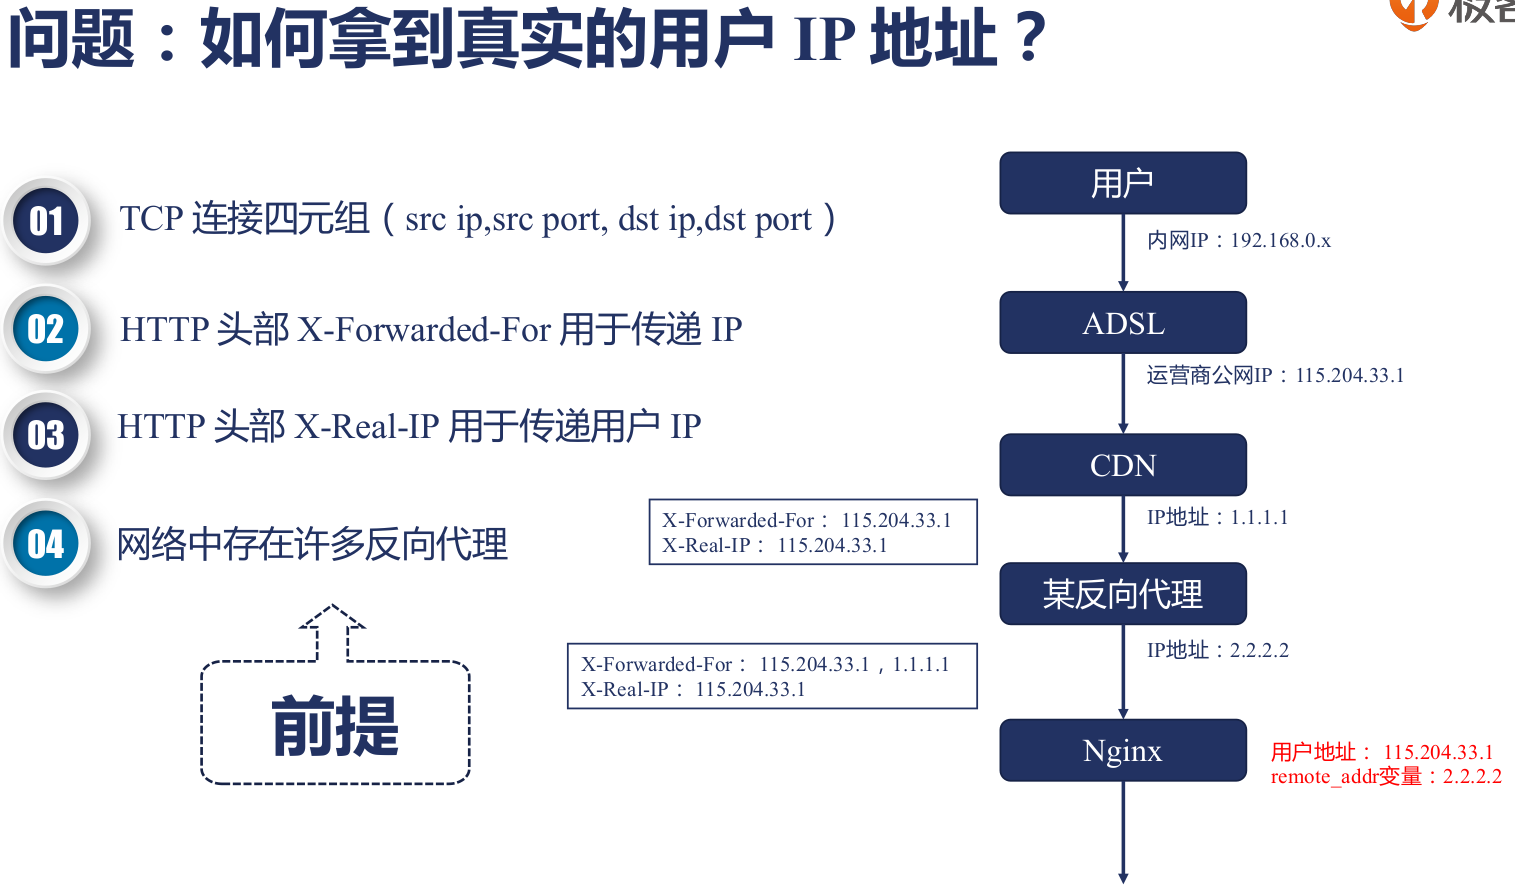 问题：如何拿到真实的用户 IP 地址？
极客
01
TCP 连接四元组（src ip,src port, dst ip,dst port）
02
HTTP 头部 X-Forwarded-For 用于传递 IP
03
HTTP 头部 X-Real-IP 用于传递用户 IP
04
网络中存在许多反向代理
前提
用户
内网IP：192.168.0.x
ADSL
运营商公网IP：115.204.33.1
CDN
IP地址：1.1.1.1
X-Forwarded-For： 115.204.33.1
X-Real-IP： 115.204.33.1
某反向代理
IP地址：2.2.2.2
X-Forwarded-For： 115.204.33.1，1.1.1.1
X-Real-IP： 115.204.33.1
Nginx
用户地址： 115.204.33.1
remote_addr变量：2.2.2.2